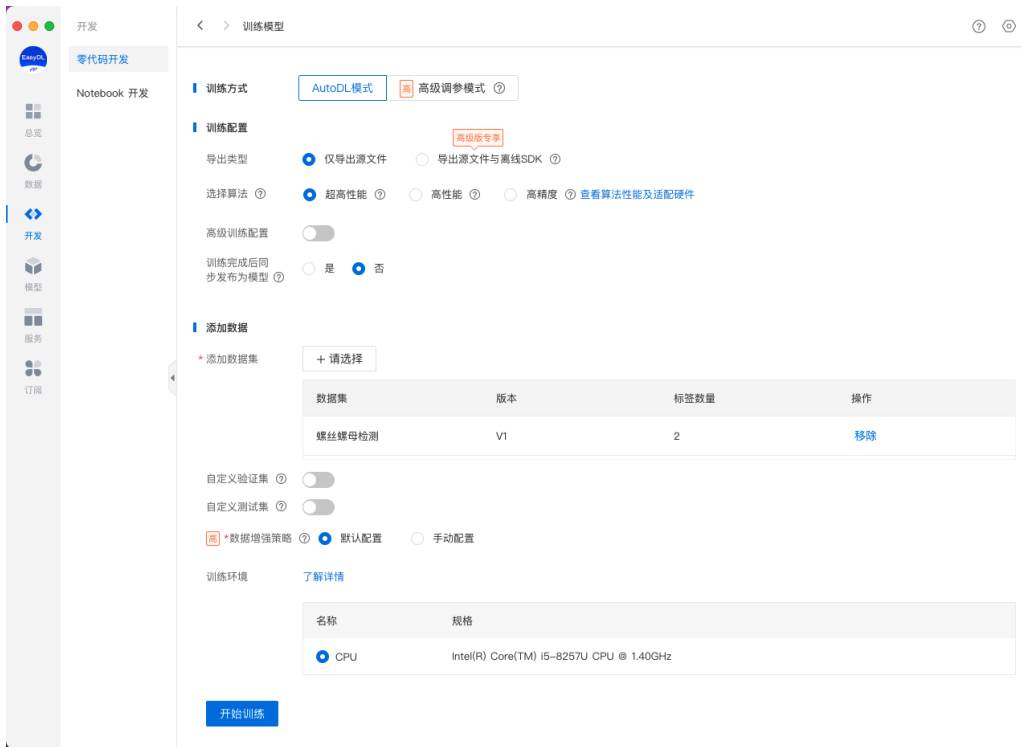 开发
训练模型
EasyDL
零代码开发
Notebook 开发
总览
数据
开发
模型
服务
订阅
训练方式
AutoDL模式
高 高级调参模式
训练配置
高级版专享
导出类型 仅导出源文件 导出源文件与离线SDK
选择算法 超高性能 高性能 高精度 查看算法性能及适配硬件
高级训练配置
训练完成后同
步发布为模型 是 否
添加数据
* 添加数据集 + 请选择
数据集 版本 标签数量 操作
螺丝螺母检测 V1 2 移除
自定义验证集
自定义测试集
高 *数据增强策略 默认配置 手动配置
训练环境 了解详情
名称 规格
CPU Intel(R) Core(TM) i5-8257U CPU @ 1.40GHz
开始训练